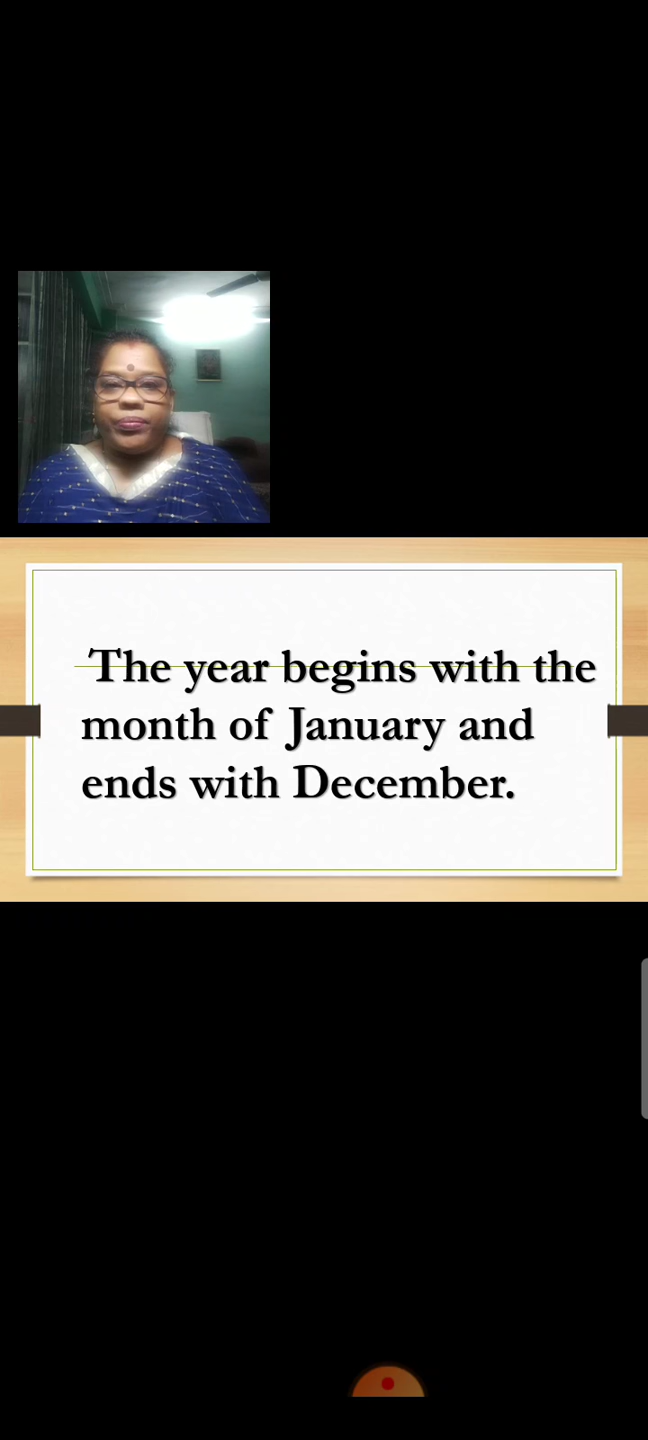 The year begins with the
month of January and
ends with December.